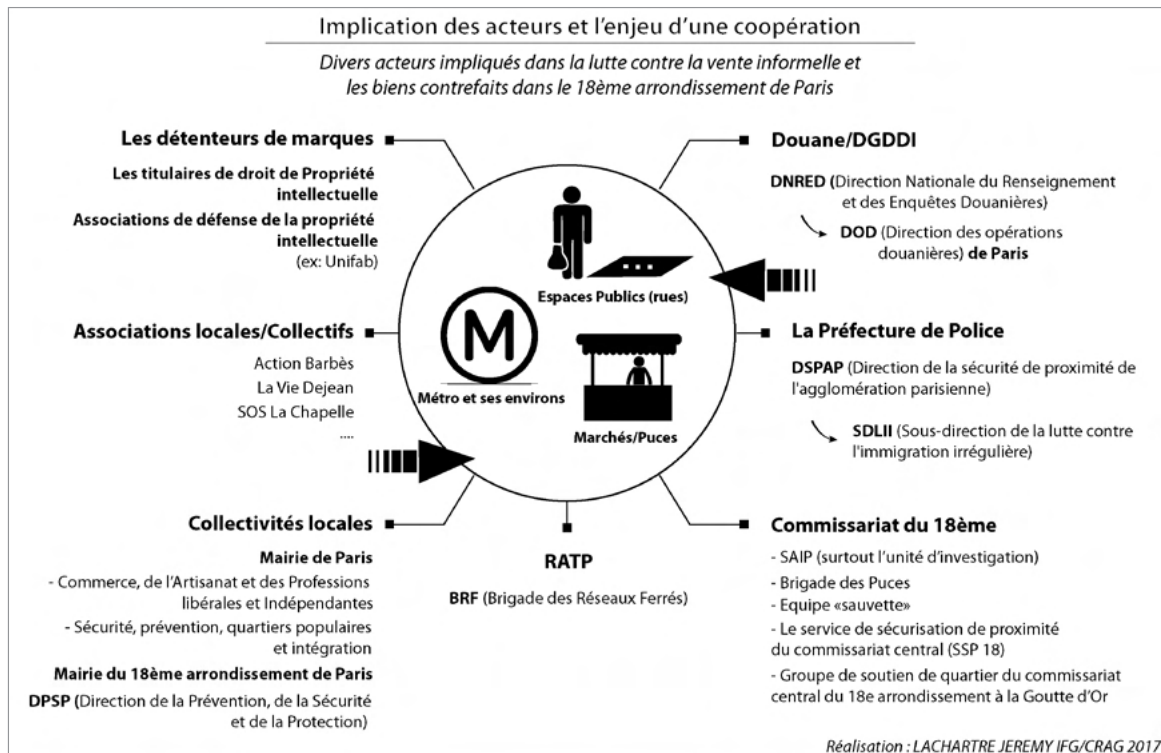 Implication des acteurs et l'enjeu d'une coopération
Divers acteurs impliqués dans la lutte contre la vente informelle et
les biens contrefaits dans le 18ème arrondissement de Paris
Les détenteurs de marques
Les titulaires de droit de Propriété
intellectuelle
Associations de défense de la propriété
intellectuelle
(ex: Unifab)
Associations locales/Collectifs
Action Barbès
La Vie Dejean
SOS La Chapelle
....
Collectivités locales
Mairie de Paris
- Commerce, de l'Artisanat et des Professions
libérales et Indépendantes
- Sécurité, prévention, quartiers populaires
et intégration
Mairie du 18ème arrondissement de Paris
DPSP (Direction de la Prévention, de la Sécurité
et de la Protection)
Espaces Publics (rues)
M
Métro et ses environs
Marchés/Puces
RATP
BRF (Brigade des Réseaux Ferrés)
Douane/DGDDI
DNRED (Direction Nationale du Renseignement
et des Enquêtes Douanières)
DOD (Direction des opérations
douanières) de Paris
La Préfecture de Police
DSPAP (Direction de la sécurité de proximité de
l'agglomération parisienne)
SDLII (Sous-direction de la lutte contre
l'immigration irrégulière)
Commissariat du 18ème
- SAIP (surtout l'unité d'investigation)
- Brigade des Puces
- Equipe «sauvette»
- Le service de sécurisation de proximité
du commissariat central (SSP 18)
- Groupe de soutien de quartier du commissariat
central du 18e arrondissement à la Goutte d'Or
Réalisation : LACHARTRE JEREMY IFG/CRAG 2017